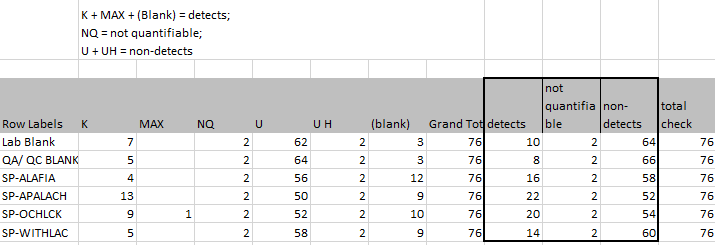 K + MAX + (Blank) = detects;
NQ = not quantifiable;
U + UH = non-detects
Row Labels K MAX NQ U U H (blank) Grand Tot detects not quantifia ble non- detects total check
Lab Blank 7 2 62 2 3 76 10 2 64 76
QA/ QC BLANK 5 2 64 2 3 76 8 2 66 76
SP-ALAFIA 4 2 56 2 12 76 16 2 58 76
SP-APALACH 13 2 50 2 9 76 22 2 52 76
SP-OCHLCK 9 1 2 52 2 10 76 20 2 54 76
SP-WITHLAC 5 2 58 2 9 76 14 2 60 76